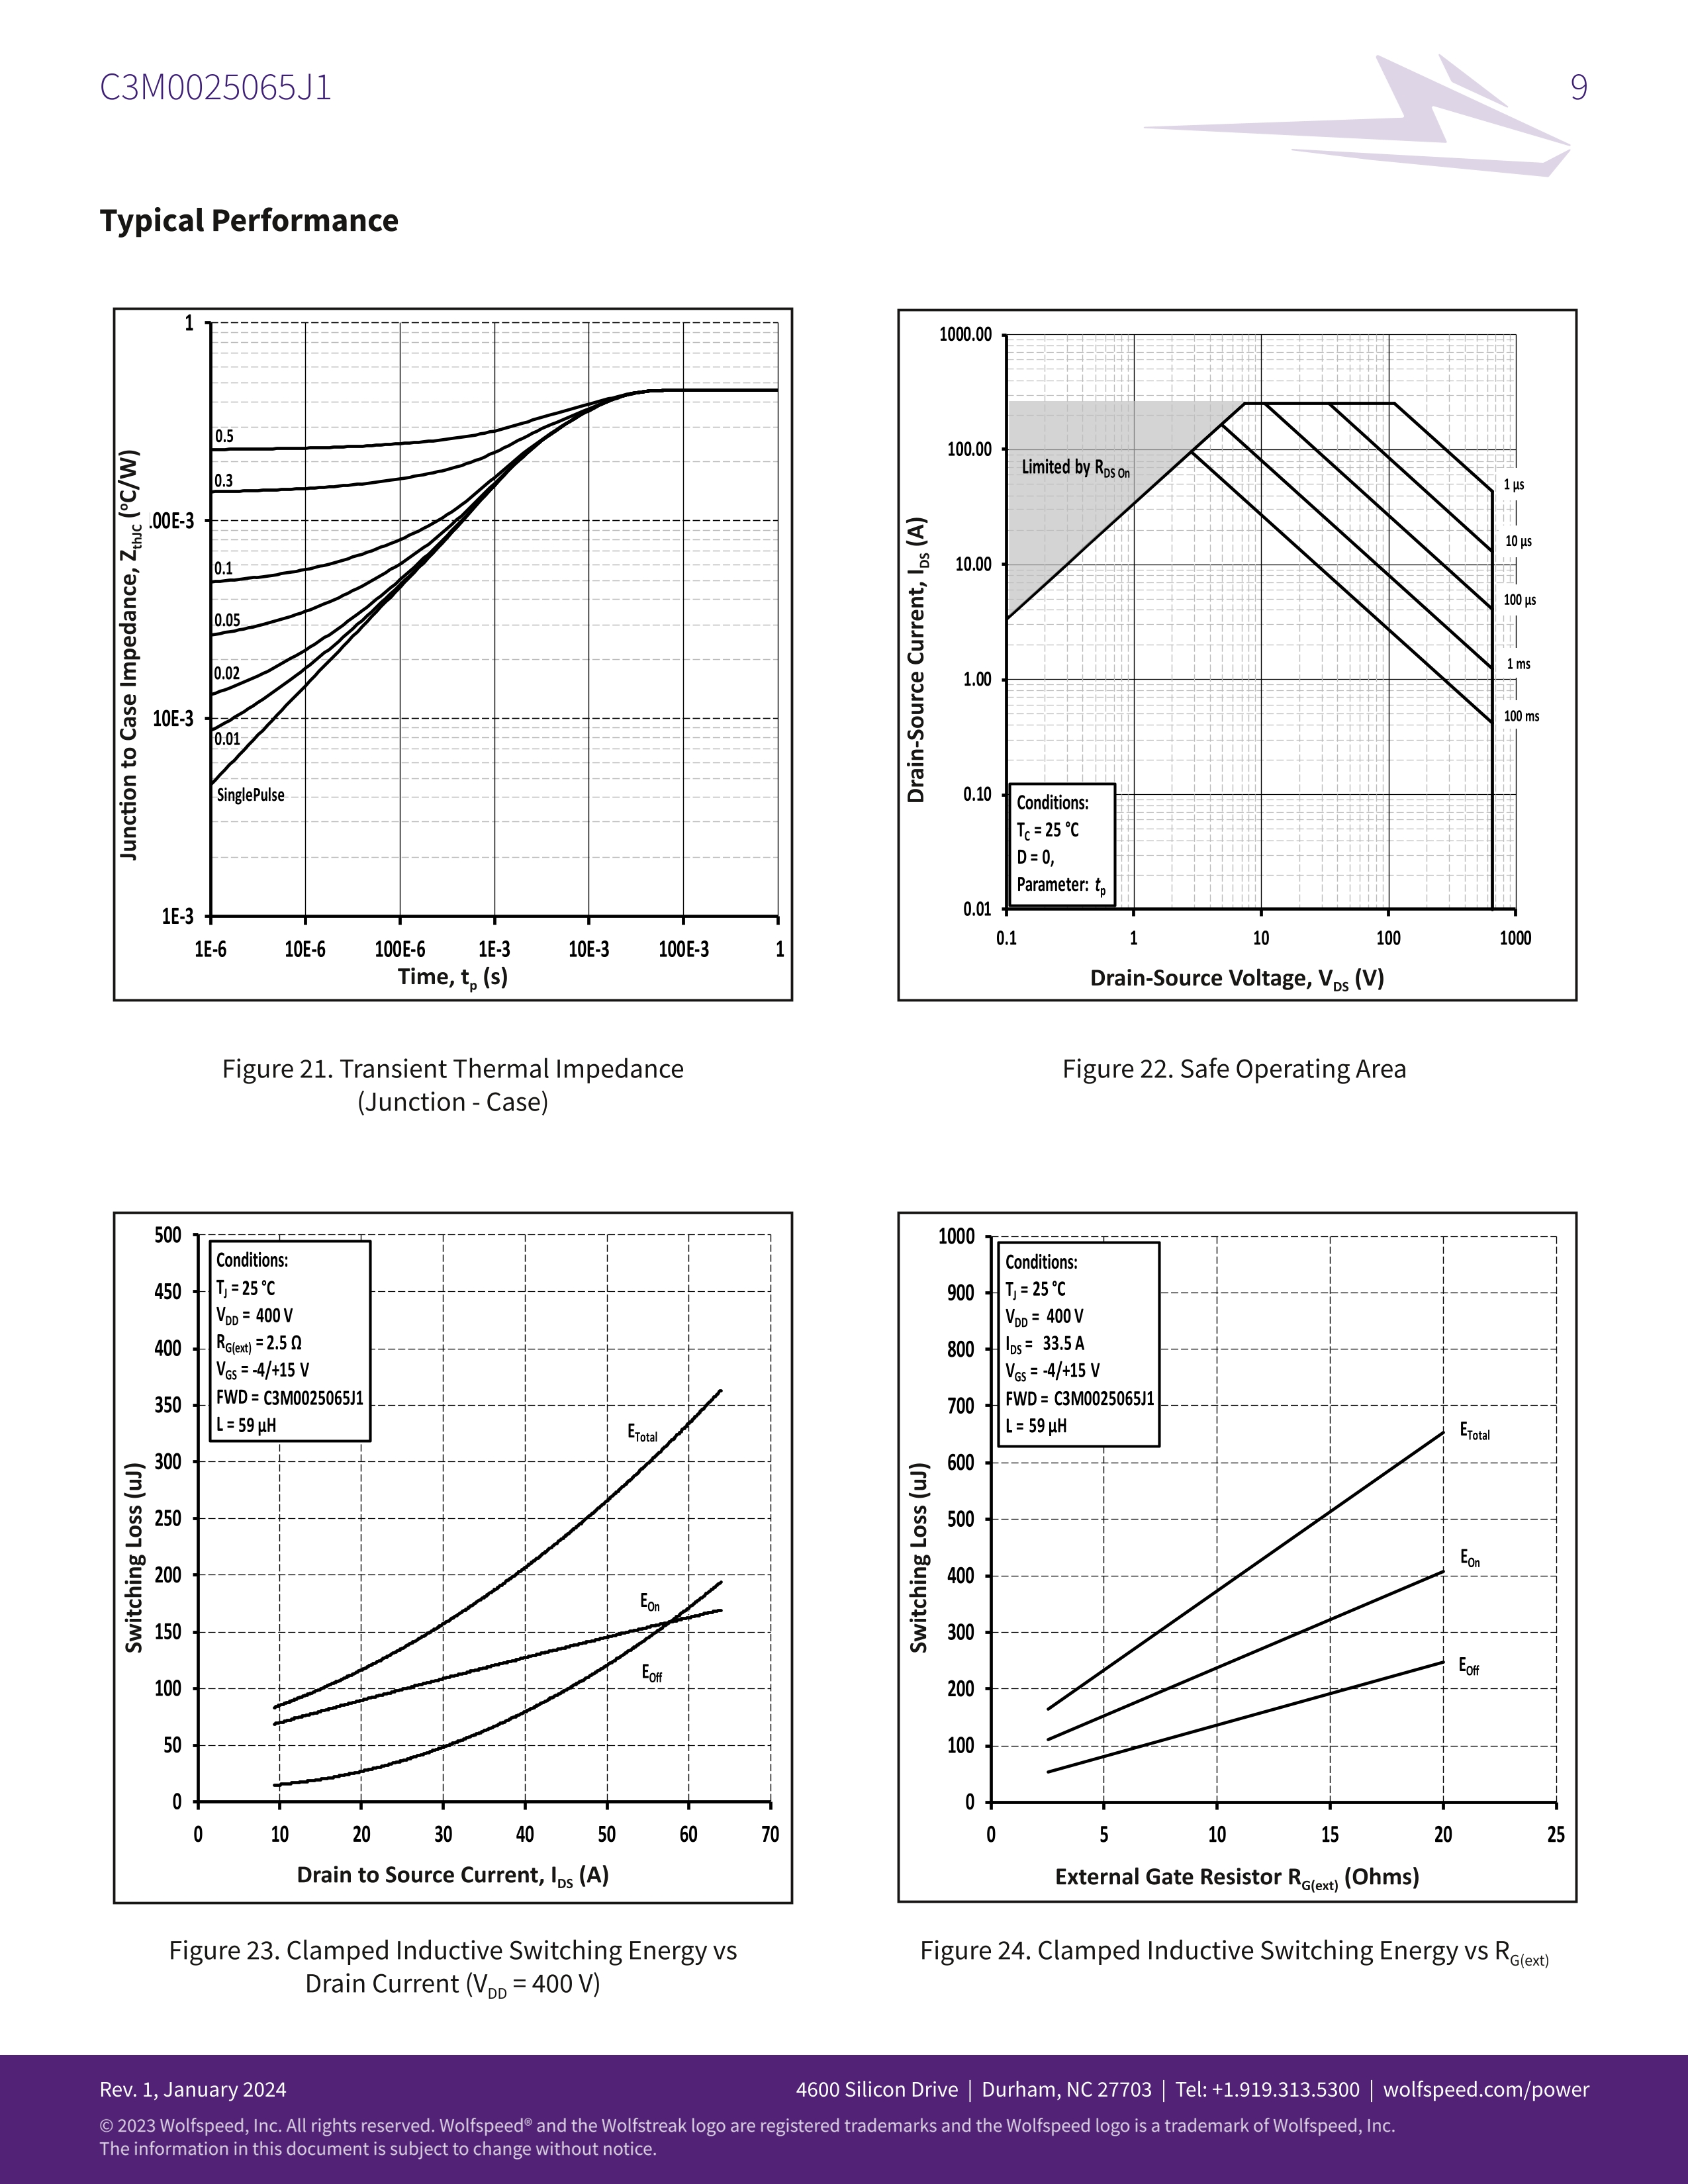 C3M0025065J1
9
Typical Performance
1
.00E-3
10E-3
1E-3
Junction to Case Impedance, ZthJC (°C/W)
0.5
0.3
0.1
0.05
0.02
0.01
SinglePulse
1E-6 10E-6 100E-6 1E-3 10E-3 100E-3 1
Time, tp (s)
Figure 21. Transient Thermal Impedance
(Junction - Case)
1000.00
100.00
10.00
1.00
0.10
0.01
Drain-Source Current, IDS (A)
Limited by RDS On
1 µs
10 µs
100 µs
1 ms
100 ms
Conditions:
TC = 25 °C
D = 0,
Parameter: tp
0.1 1 10 100 1000
Drain-Source Voltage, VDS (V)
Figure 22. Safe Operating Area
500
450
400
350
300
250
200
150
100
50
0
Switching Loss (uJ)
Conditions:
TJ = 25 °C
VDD = 400 V
RG(ext) = 2.5 Ω
VGS = -4/+15 V
FWD = C3M0025065J1
L = 59 µH
ETotal
EOn
EOff
0 10 20 30 40 50 60 70
Drain to Source Current, IDS (A)
Figure 23. Clamped Inductive Switching Energy vs
Drain Current (VDD = 400 V)
1000
900
800
700
600
500
400
300
200
100
0
Switching Loss (uJ)
Conditions:
TJ = 25 °C
VDD = 400 V
IDS = 33.5 A
VGS = -4/+15 V
FWD = C3M0025065J1
L = 59 µH
ETotal
EOn
EOff
0 5 10 15 20 25
External Gate Resistor RG(ext) (Ohms)
Figure 24. Clamped Inductive Switching Energy vs RG(ext)
Rev. 1, January 2024
4600 Silicon Drive | Durham, NC 27703 | Tel: +1.919.313.5300 | wolfspeed.com/power
© 2023 Wolfspeed, Inc. All rights reserved. Wolfspeed® and the Wolfstreak logo are registered trademarks and the Wolfspeed logo is a trademark of Wolfspeed, Inc.
The information in this document is subject to change without notice.